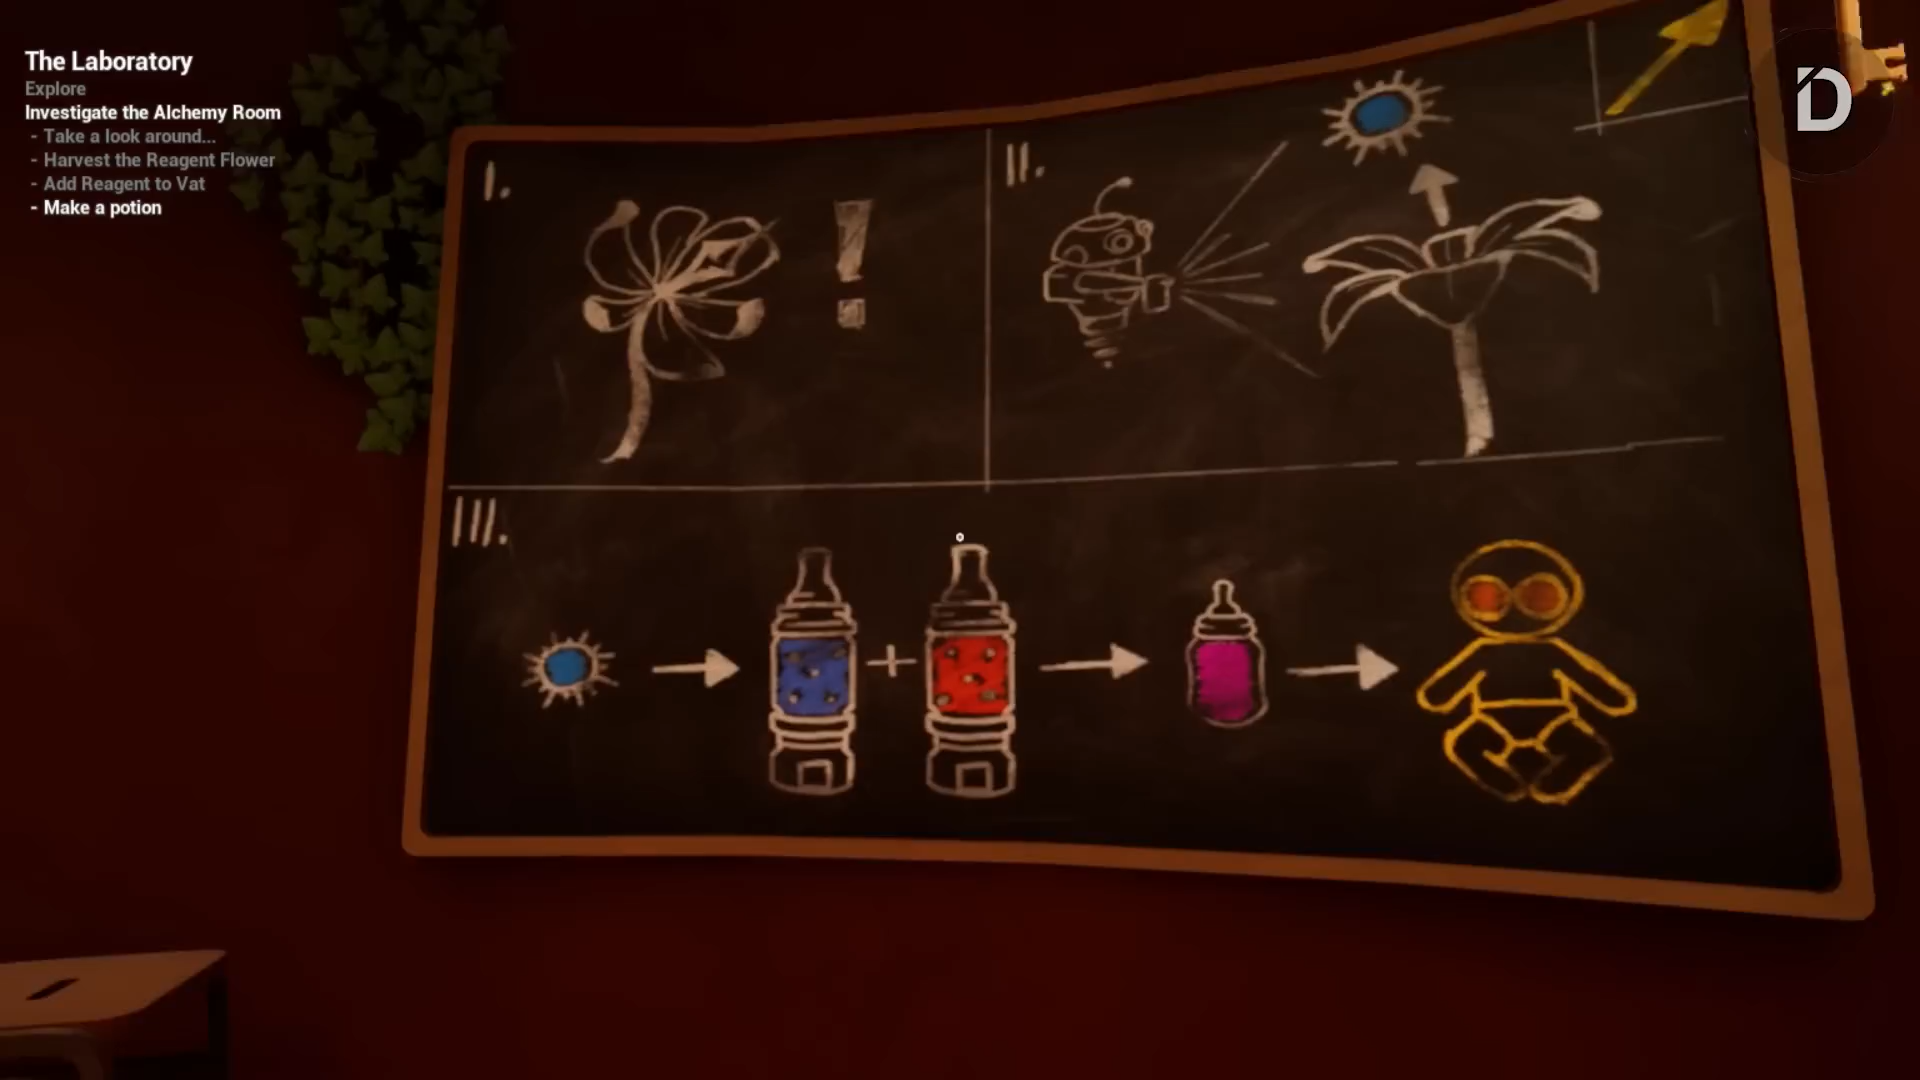 The Laboratory
Explore
Investigate the Alchemy Room
- Take a look around...
- Harvest the Reagent Flower
- Add Reagent to Vat
- Make a potion
I.
!
II.
III.
+
D